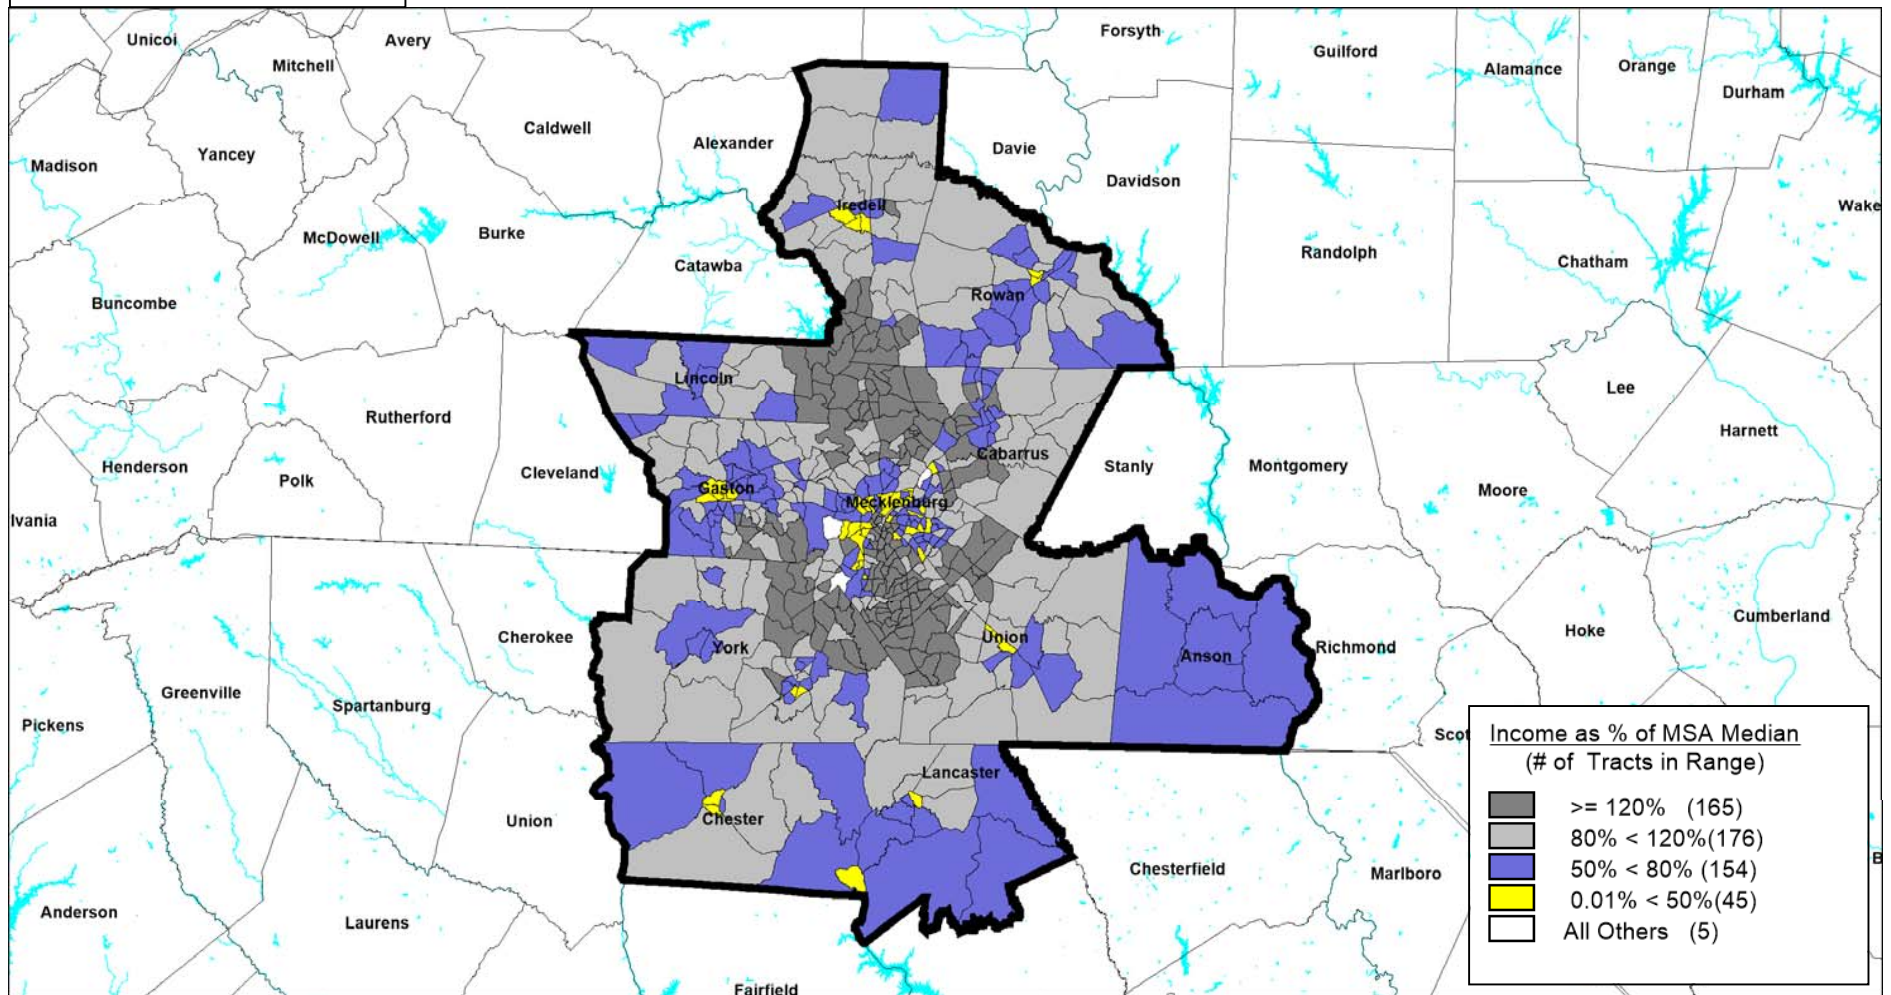 Unicoi
Avery
Forsyth
Guilford
Mitchell
Alamance
Orange
Durham
Caldwell
Alexander
Davie
Yancey
Madison
Davidson
Wake
Iredell
McDowell
Burke
Catawba
Randolph
Chatham
Buncombe
Rowan
Lincoln
Lee
Rutherford
Harnett
Cabarrus
Henderson
Polk
Cleveland
Stanly
Montgomery
Gaston
Moore
Mecklenburg
lvania
Cumberland
Hoke
Cherokee
York
Union
Anson
Richmond
Greenville
Spartanburg
Pickens
Scot
Income as % of MSA Median
(# of Tracts in Range)
Lancaster
>= 120% (165)
Union
Chester
80% < 120%(176)
B
Chesterfield
Marlboro
50% < 80% (154)
0.01% < 50%(45)
Anderson
Laurens
All Others (5)
Fairfield